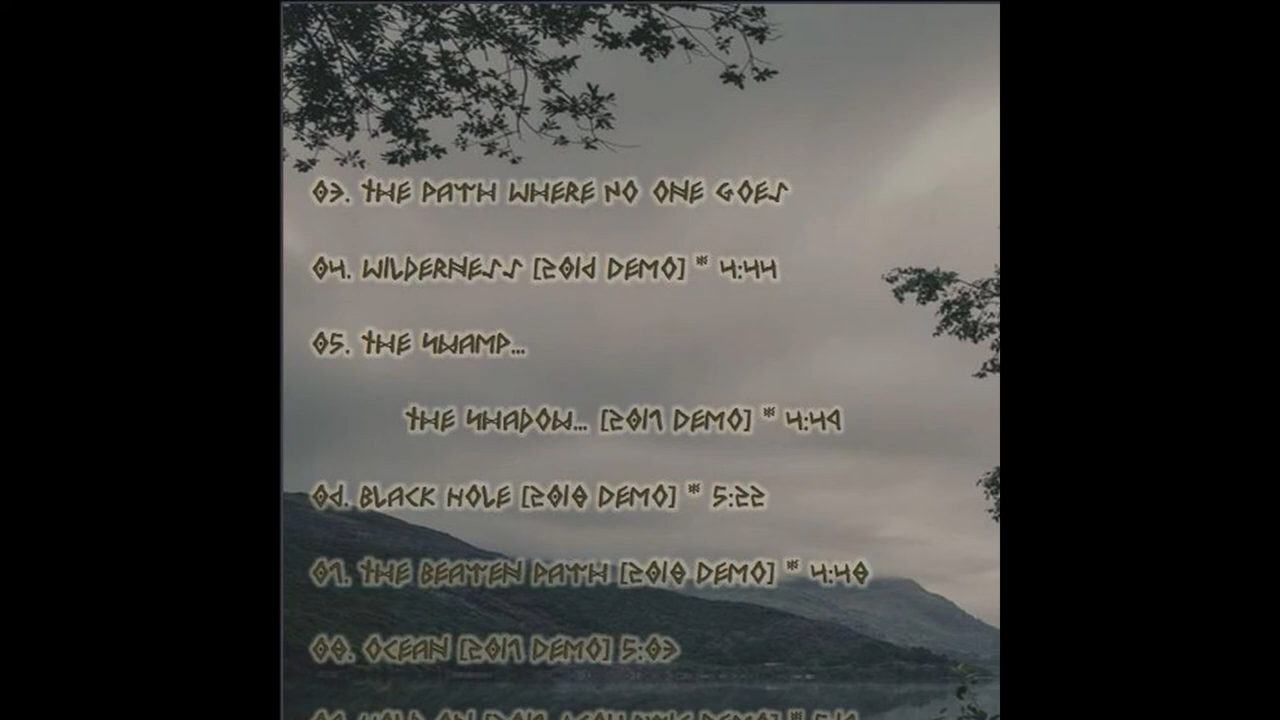 03. THE PATH WHERE NO ONE GOES
04. WILDERNESS [2016 DEMO] * 4:44
05. THE SWAMP...
THE SHADOW... [2017 DEMO] * 4:49
06. BLACK HOLE [2018 DEMO] * 5:22
07. THE BEATEN PATH [2018 DEMO] * 4:48
08. OCEAN [2017 DEMO] 5:03